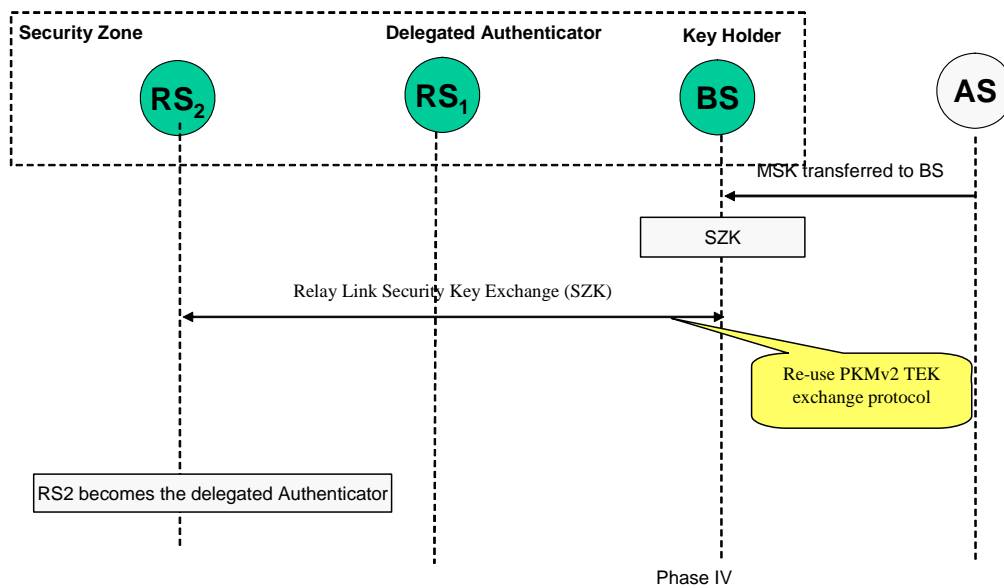 Security Zone
Delegated Authenticator
Key Holder
RS2
RS1
BS
AS
MSK transferred to BS
SZK
Relay Link Security Key Exchange (SZK)
Re-use PKMv2 TEK
exchange protocol
RS2 becomes the delegated Authenticator
Phase IV